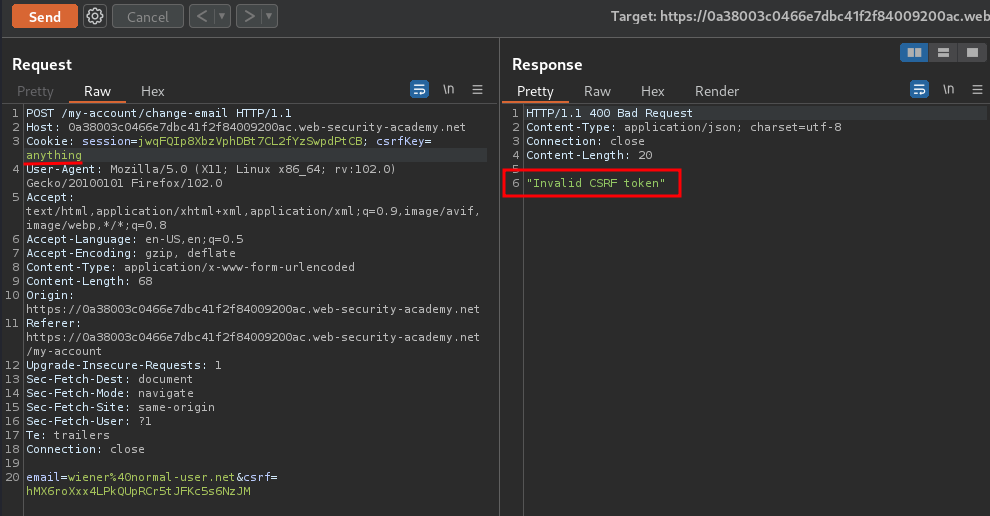 Send Cancel < > Target: https://0a38003c0466e7dbc41f2f84009200ac.web
Request
Pretty Raw Hex \n
1 POST /my-account/change-email HTTP/1.1
2 Host: 0a38003c0466e7dbc41f2f84009200ac.web-security-academy.net
3 Cookie: session=jwqFQIp8XbzVphDBt7CL2fYzSwpdPtCB; csrfKey=
anything
4 User-Agent: Mozilla/5.0 (X11; Linux x86_64; rv:102.0)
Gecko/20100101 Firefox/102.0
5 Accept:
text/html,application/xhtml+xml,application/xml;q=0.9,image/avif,
image/webp,*/*;q=0.8
6 Accept-Language: en-US,en;q=0.5
7 Accept-Encoding: gzip, deflate
8 Content-Type: application/x-www-form-urlencoded
9 Content-Length: 68
10 Origin:
https://0a38003c0466e7dbc41f2f84009200ac.web-security-academy.net
11 Referer:
https://0a38003c0466e7dbc41f2f84009200ac.web-security-academy.net
/my-account
12 Upgrade-Insecure-Requests: 1
13 Sec-Fetch-Dest: document
14 Sec-Fetch-Mode: navigate
15 Sec-Fetch-Site: same-origin
16 Sec-Fetch-User: ?1
17 Te: trailers
18 Connection: close
19
20 email=wiener%40normal-user.net&csrf=
hMX6roXxx4LPkQUpRCr5tJFKc5s6NzJM
Response
Pretty Raw Hex Render \n
1 HTTP/1.1 400 Bad Request
2 Content-Type: application/json; charset=utf-8
3 Connection: close
4 Content-Length: 20
5
6 "Invalid CSRF token"